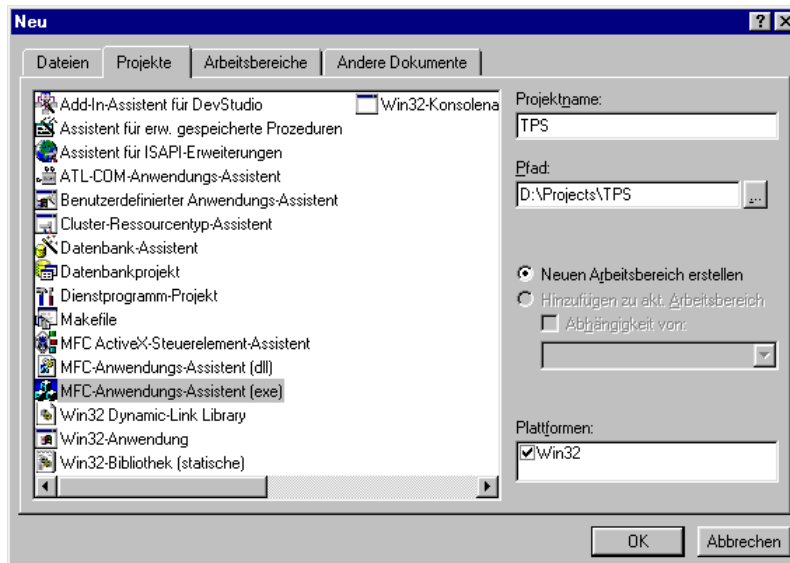 Neu
Dateien
Projekte
Arbeitsbereiche
Andere Dokumente
Add-In-Assistent für DevStudio
Assistent für erw. gespeicherte Prozeduren
Assistent für ISAPI-Erweiterungen
ATL-COM-Anwendungs-Assistent
Benutzerdefinierter Anwendungs-Assistent
Cluster-Ressourcentyp-Assistent
Datenbank-Assistent
Datenbankprojekt
Dienstprogramm-Projekt
Makefile
MFC ActiveX-Steuerelement-Assistent
MFC-Anwendungs-Assistent (dll)
MFC-Anwendungs-Assistent (exe)
Win32 Dynamic-Link Library
Win32-Anwendung
Win32-Bibliothek (statische)
Win32-Konsolena
Projektname:
TPS
Pfad:
D:\Projects\TPS
...
Neuen Arbeitsbereich erstellen
Hinzufügen zu akt. Arbeitsbereich
Abhängigkeit von:
Plattformen:
Win32
OK
Abbrechen